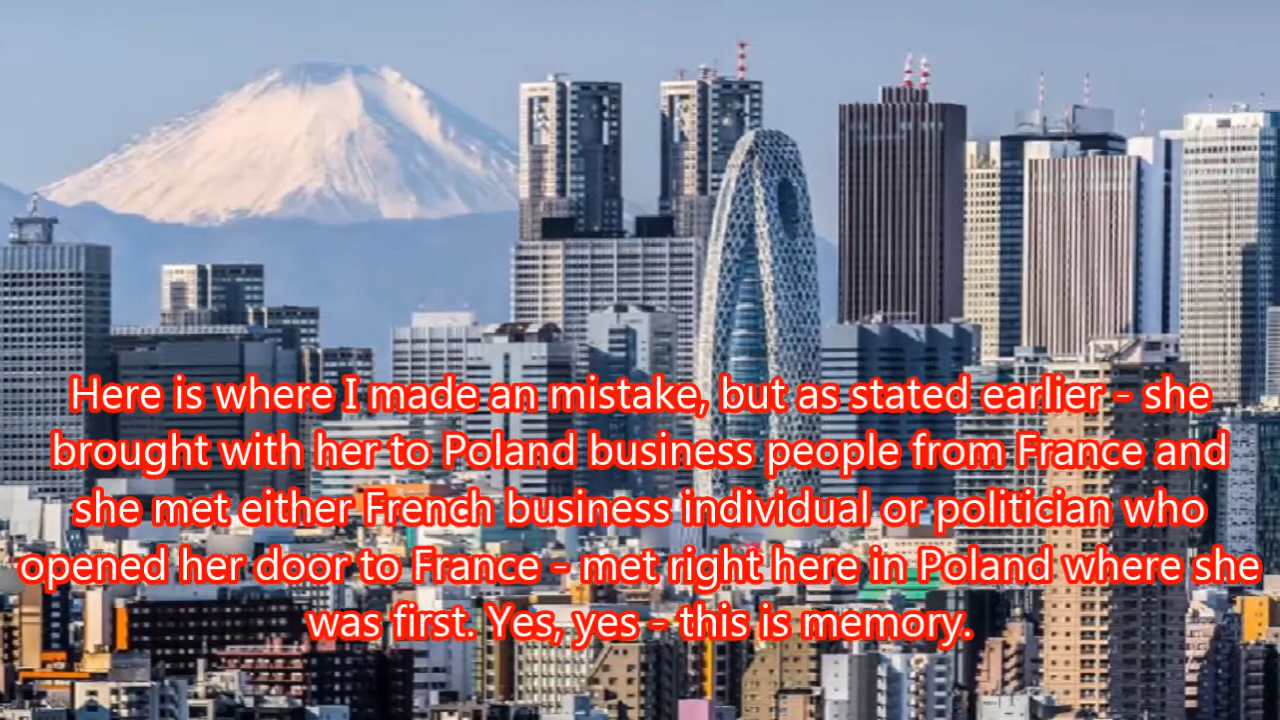 Here is where I made an mistake, but as stated earlier - she
brought with her to Poland business people from France and
she met either French business individual or politician who
opened her door to France - met right here in Poland where she
was first. Yes, yes - this is memory.